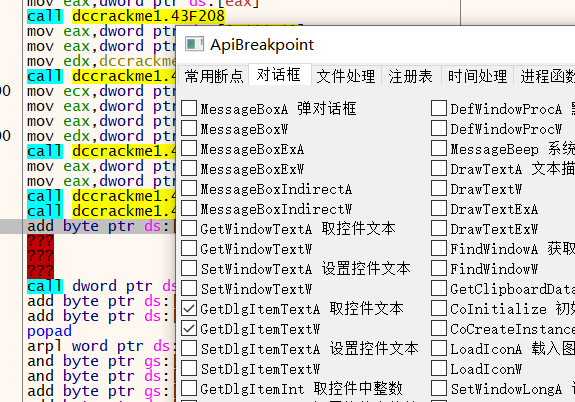 mov eax,dword ptr ds:[eax]
call dccrackme1.43F208
mov eax,dword ptr
mov eax,dword ptr
mov edx,dccrackme
call dccrackme1.4
00 mov ecx,dword ptr
mov eax,dword ptr
mov eax,dword ptr
00 mov edx,dword ptr
call dccrackme1.4
mov eax,dword ptr
mov eax,dword ptr
call dccrackme1.4
call dccrackme1.4
add byte ptr ds:[
???
???
???
call dword ptr ds
add byte ptr ds:[
add byte ptr ds:[
popad
arpl word ptr ds:
and byte ptr gs:[
and byte ptr ds:[
and byte ptr gs:[
add byte ptr ds:[
ApiBreakpoint
常用断点 对话框 文件处理 注册表 时间处理 进程函数
MessageBoxA 弹对话框
MessageBoxW
MessageBoxExA
MessageBoxExW
MessageBoxIndirectA
MessageBoxIndirectW
GetWindowTextA 取控件文本
GetWindowTextW
SetWindowTextA 设置控件文本
SetWindowTextW
GetDlgItemTextA 取控件文本
GetDlgItemTextW
SetDlgItemTextA 设置控件文本
SetDlgItemTextW
GetDlgItemInt 取控件中整数
DefWindowProcA
DefWindowProcW
MessageBeep 系统
DrawTextA 文本描
DrawTextW
DrawTextExA
DrawTextExW
FindWindowA 获取
FindWindowW
GetClipboardData
CoInitialize 初始
CoCreateInstance
LoadIconA 载入图
LoadIconW
SetWindowLongA